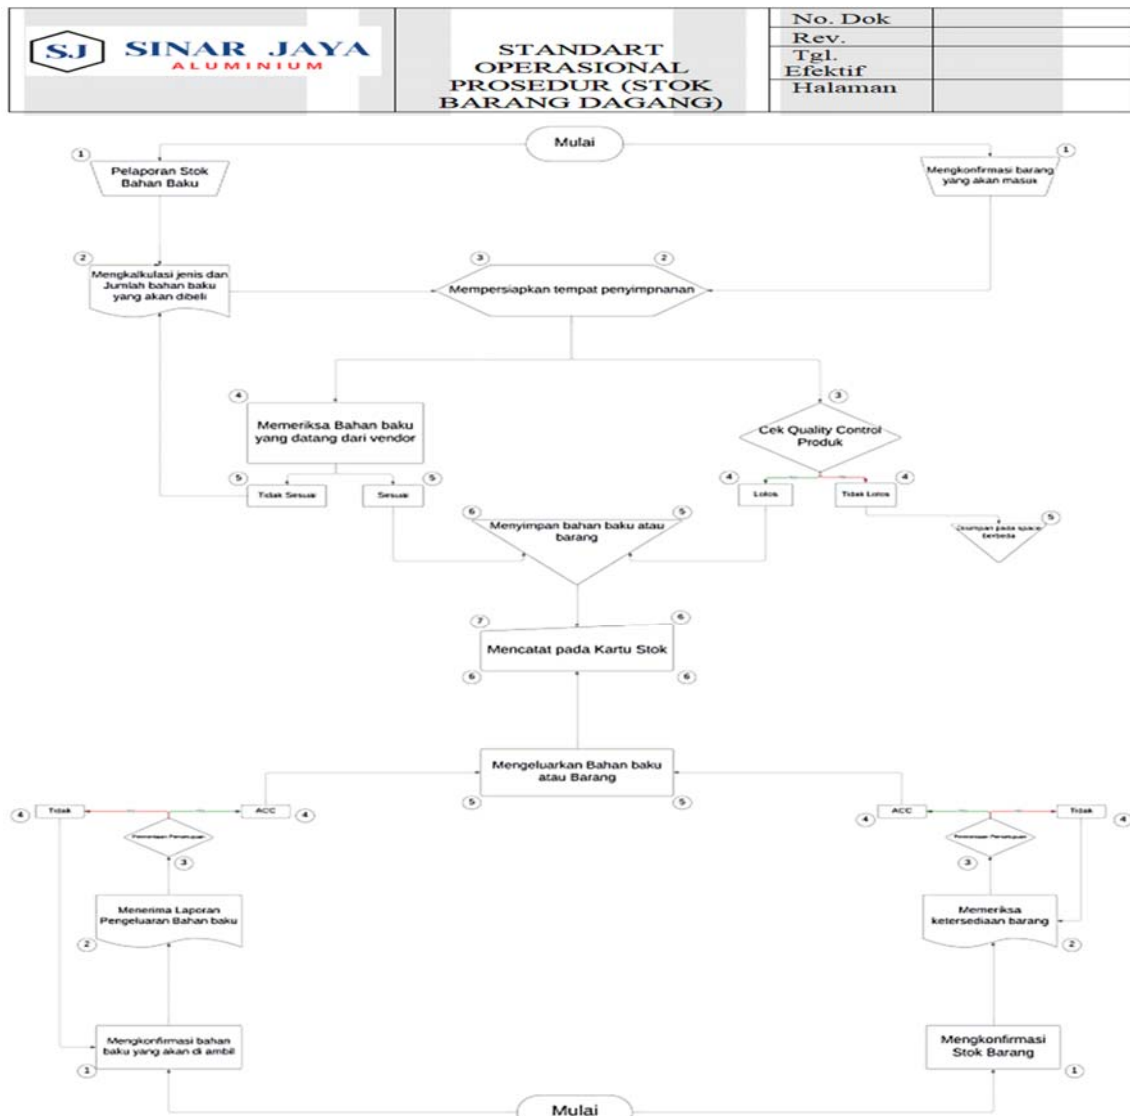 SJ SINAR JAYA
ALUMINIUM
STANDART
OPERASIONAL
PROSEDUR (STOK
BARANG DAGANG)
No. Dok
Rev.
Tgl.
Efektif
Halaman
Mulai
1
Pelaporan Stok
Bahan Baku
1
Mengkonfirmasi barang
yang akan masuk
2
Mengkalkulasi jenis dan
Jumlah bahan baku
yang akan dibeli
3
2
Mempersiapkan tempat penyimpnanan
4
Memeriksa Bahan baku
yang datang dari vendor
3
Cek Quality Control
Produk
5
Tidak Sesuai
5
Sesuai
4
Lolos
4
Tidak Lolos
6
5
Menyimpan bahan baku atau
barang
5
Disimpan pada space
berbeda
7
6
Mencatat pada Kartu Stok
6
6
Mengeluarkan Bahan baku
atau Barang
5
5
4
Tidak
ACC
4
4
ACC
Tidak
4
3
3
Menerima Laporan
Pengeluaran Bahan baku
2
Memeriksa
ketersediaan barang
2
Mengkonfirmasi bahan
baku yang akan di ambil
1
Mengkonfirmasi
Stok Barang
1
Mulai